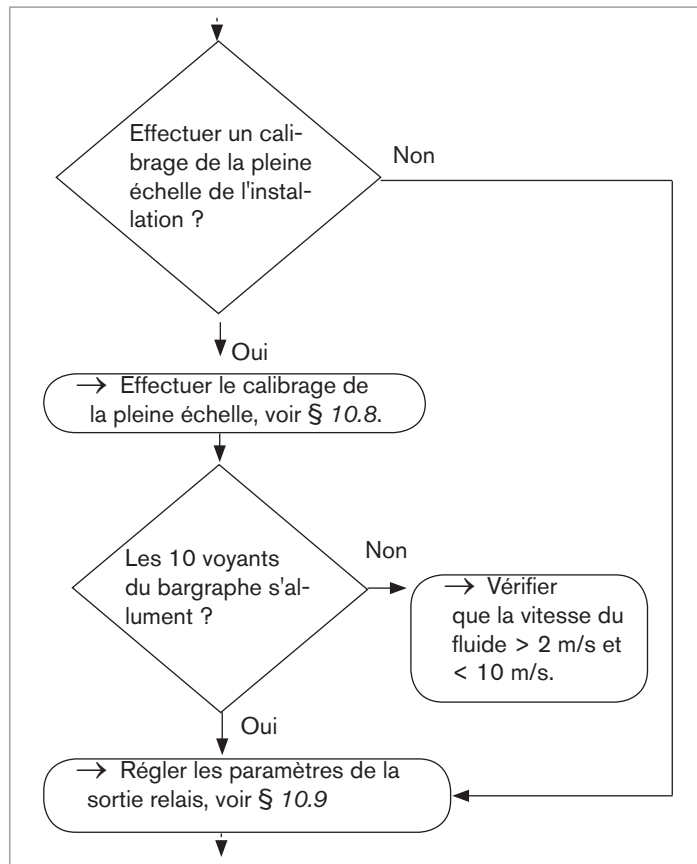 Effectuer un cali-
brage de la pleine
échelle de l'instal-
lation ?
Non
Oui
→ Effectuer le calibrage de
la pleine échelle, voir § 10.8.
Les 10 voyants
du bargraphe s'al-
lument ?
Non
→ Vérifier
que la vitesse du
fluide > 2 m/s et
< 10 m/s.
Oui
→ Régler les paramètres de la
sortie relais, voir § 10.9